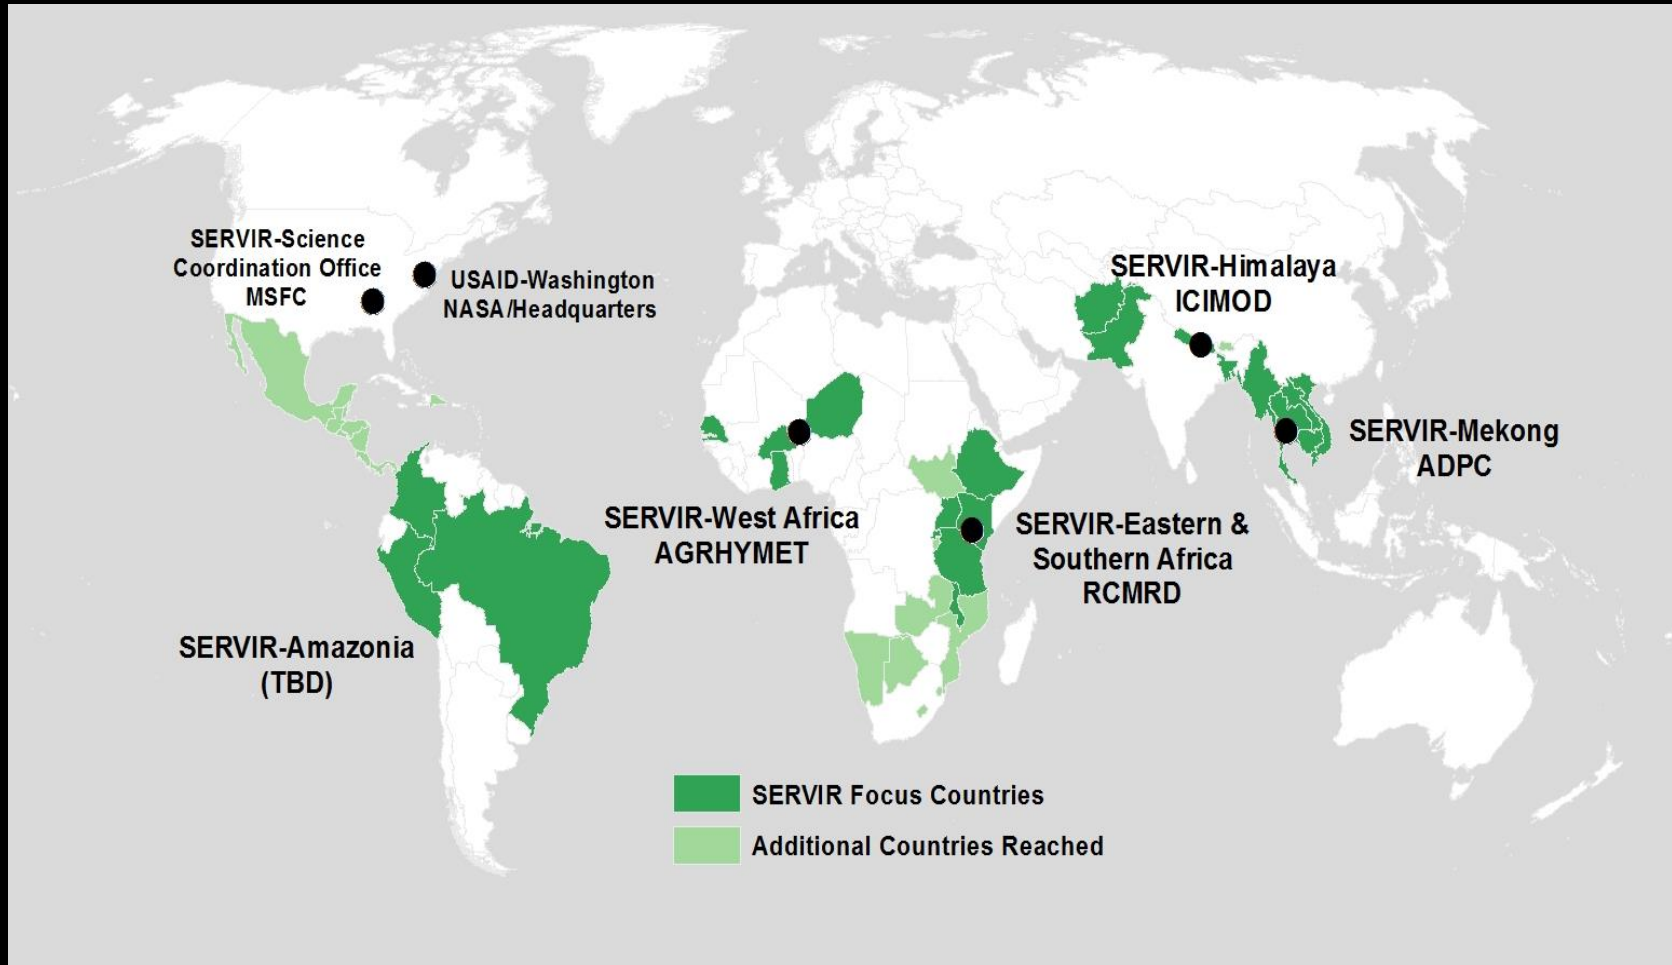 SERVIR-Science
Coordination Office
MSFC
USAID-Washington
NASA/Headquarters
SERVIR-Himalaya
ICIMOD
SERVIR-Mekong
ADPC
SERVIR-West Africa
AGRHYMET
SERVIR-Eastern &
Southern Africa
RCMRD
SERVIR-Amazonia
(TBD)
SERVIR Focus Countries
Additional Countries Reached